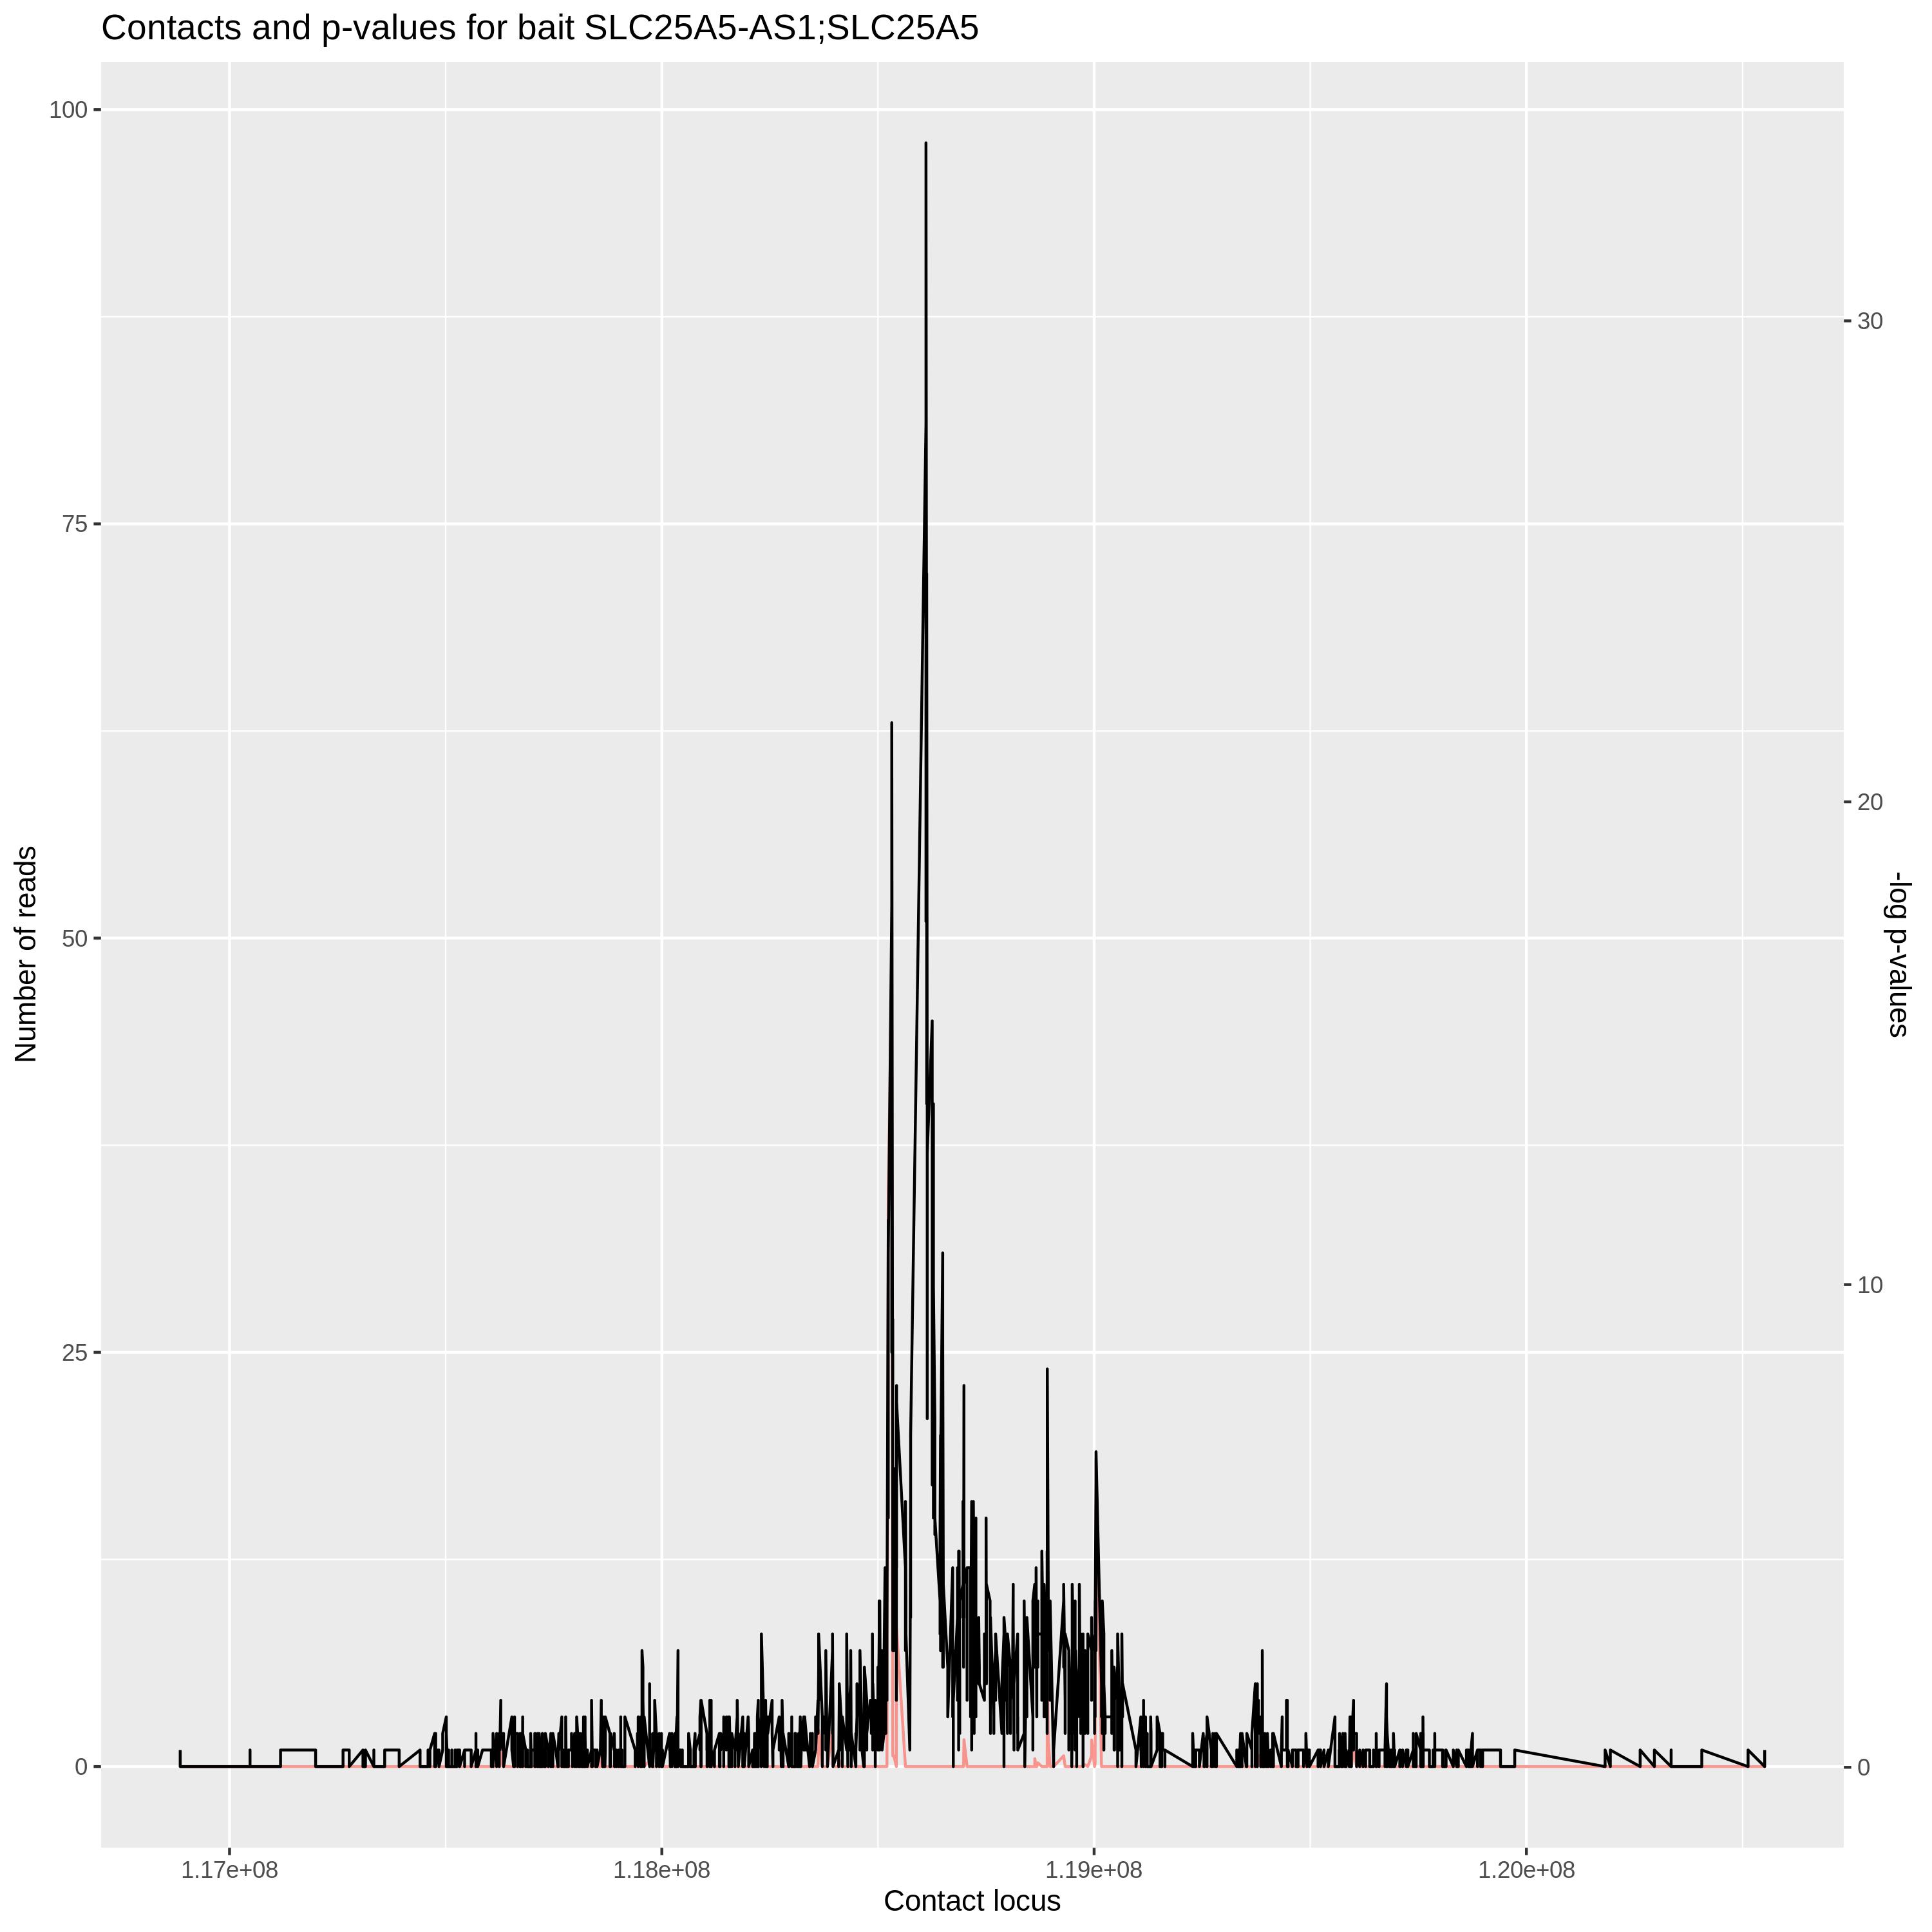 Contacts and p-values for bait SLC25A5-AS1;SLC25A5
100
75
50
25
0
Number of reads
30
20
10
0
-log p-values
1.17e+08
1.18e+08
1.19e+08
1.20e+08
Contact locus